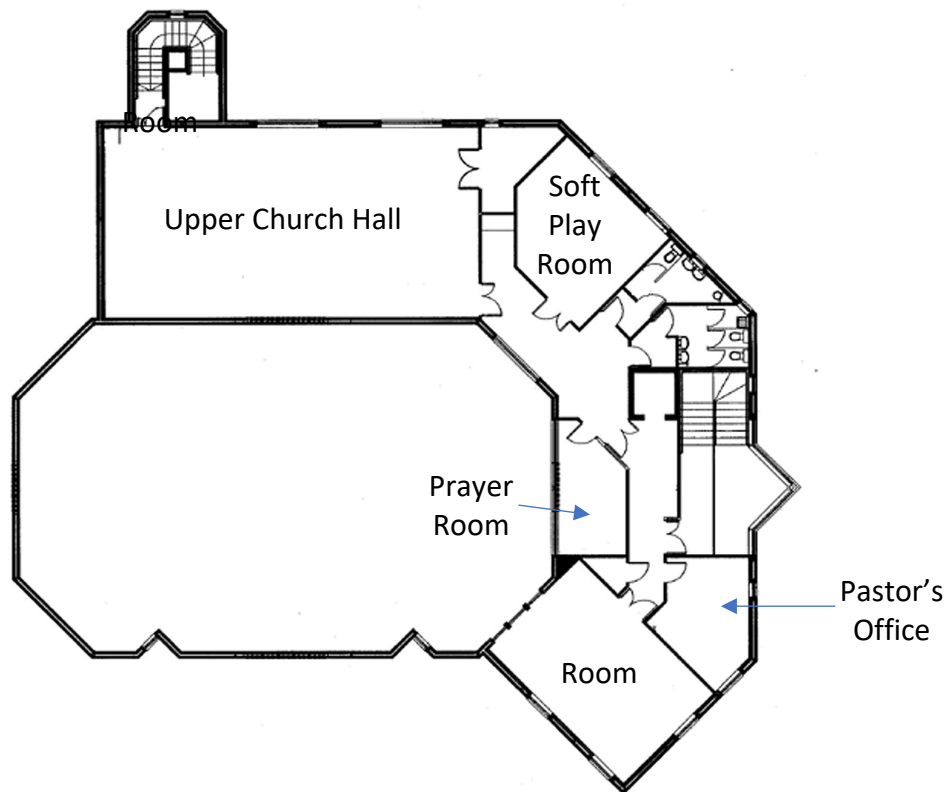 Room
Upper Church Hall
Soft
Play
Room
Prayer
Room
Pastor’s
Office
Room